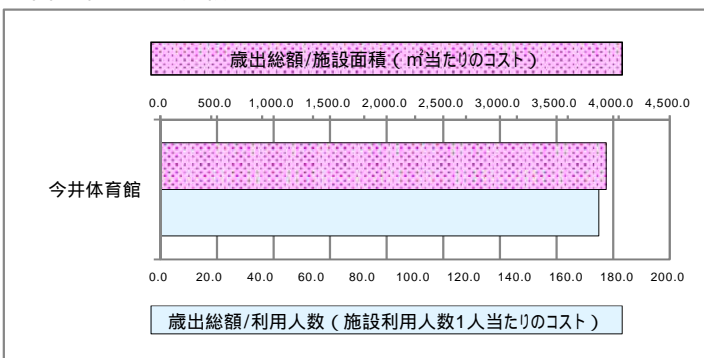 歳出総額/施設面積(㎡当たりのコスト)
0.0 500.0 1,000.0 1,500.0 2,000.0 2,500.0 3,000.0 3,500.0 4,000.0 4,500.0
今井体育館
0.0 20.0 40.0 60.0 80.0 100.0 120.0 140.0 160.0 180.0 200.0
歳出総額/利用人数(施設利用人数1人当たりのコスト)